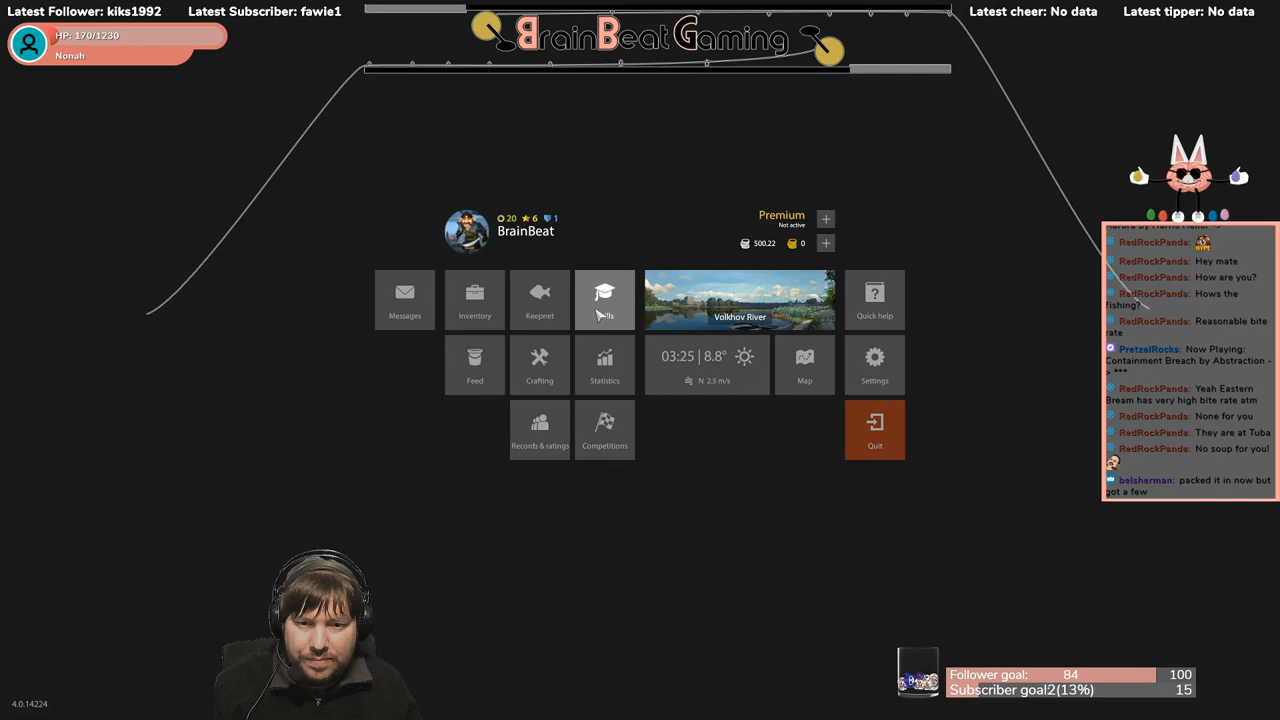 Latest Follower: kiks1992
Latest Subscriber: fawie1
Latest cheer: No data
Latest tipper: No data
BrainBeat Gaming
HP: 170/1230
Nonah
20 6 1
BrainBeat
Premium
Not active
500.22
0
Messages
Inventory
Keepnet
Volkhov River
Quick help
Feed
Crafting
Statistics
03:25 | 8.8°
N 2.5 m/s
Map
Settings
Records & ratings
Competitions
Quit
RedRockPanda:
RedRockPanda: Hey mate
RedRockPanda: How are you?
RedRockPanda: Hows the
fishing?
RedRockPanda: Reasonable bite
rate
PretzelRocks: Now Playing:
Containment Breach by Abstraction -
> ***
RedRockPanda: Yeah Eastern
Bream has very high bite rate atm
RedRockPanda: None for you
RedRockPanda: They are at Tuba
RedRockPanda: No soup for you!
belsherman: packed it in now but
got a few
Follower goal: 84 100
Subscriber goal2(13%) 15
4.0.14224